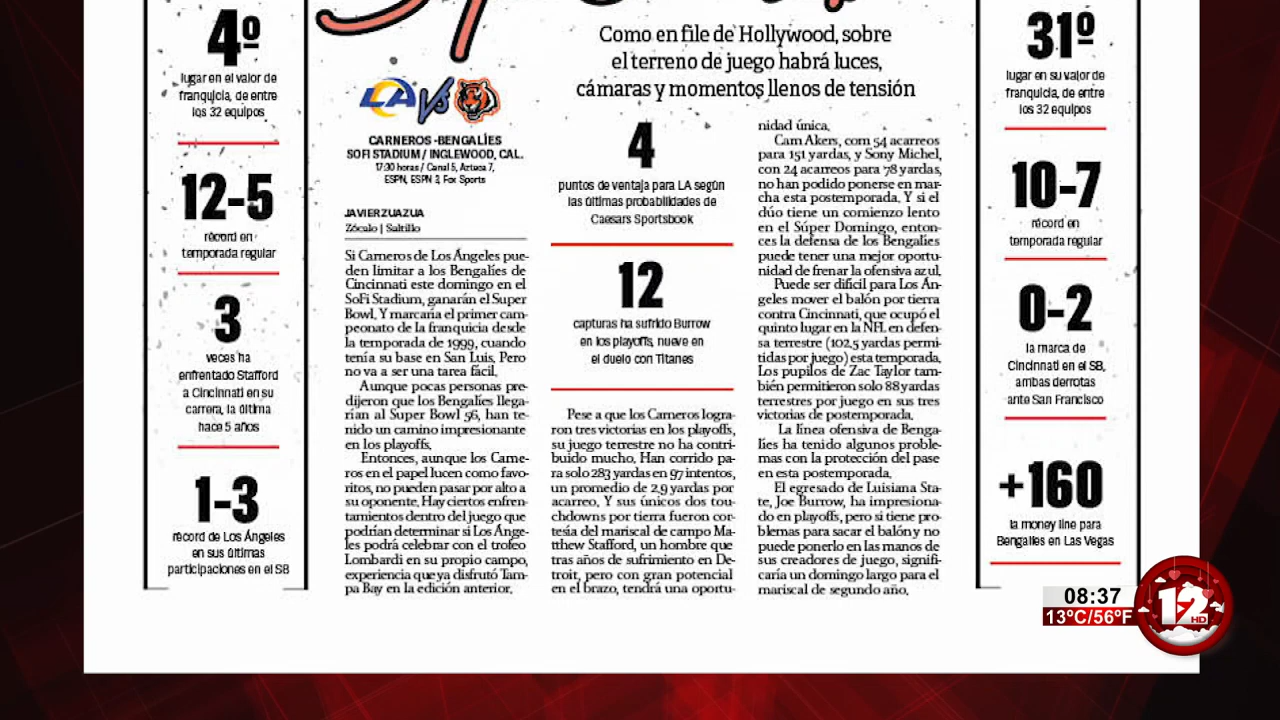 4º
lugar en el valor de
franquicia, de entre
los 32 equipos
12-5
récord en
temporada regular
3
veces ha
enfrentado Stafford
a Cincinnati en su
carrera, la última
hace 5 años
1-3
récord de Los Ángeles
en sus últimas
participaciones en el SB
Como en file de Hollywood, sobre
el terreno de juego habrá luces,
cámaras y momentos llenos de tensión
LA VS
CARNEROS -BENGALÍES
SOFI STADIUM / INGLEWOOD, CAL.
17:30 horas / Canal 5, Azteca 7,
ESPN, ESPN 3, Fox Sports
JAVIER ZUAZUA
Zócalo | Saltillo
Si Carneros de Los Ángeles pue-
den limitar a los Bengalíes de
Cincinnati este domingo en el
SoFi Stadium, ganarán el Super
Bowl. Y marcaría el primer cam-
peonato de la franquicia desde
la temporada de 1999, cuando
tenía su base en San Luis. Pero
no va a ser una tarea fácil.
Aunque pocas personas pre-
dijeron que los Bengalíes llega-
rían al Super Bowl 56, han te-
nido un camino impresionante
en los playoffs.
Entonces, aunque los Carne-
ros en el papel lucen como favo-
ritos, no pueden pasar por alto a
su oponente. Hay ciertos enfren-
tamientos dentro del juego que
podrían determinar si Los Ánge-
les podrá celebrar con el trofeo
Lombardi en su propio campo,
experiencia que ya disfrutó Tam-
pa Bay en la edición anterior.
4
puntos de ventaja para LA según
las últimas probabilidades de
Caesars Sportsbook
12
capturas ha sufrido Burrow
en los playoffs, nueve en
el duelo con Titanes
Pese a que los Carneros logra-
ron tres victorias en los playoffs,
su juego terrestre no ha contri-
buido mucho. Han corrido pa-
ra solo 283 yardas en 97 intentos,
un promedio de 2.9 yardas por
acarreo. Y sus únicos dos tou-
chdowns por tierra fueron cor-
tesía del mariscal de campo Ma-
tthew Stafford, un hombre que
tras años de sufrimiento en De-
troit, pero con gran potencial
en el brazo, tendrá una oportu-
nidad única.
Cam Akers, com 54 acarreos
para 151 yardas, y Sony Michel,
con 24 acarreos para 78 yardas,
no han podido ponerse en mar-
cha esta postemporada. Y si el
dúo tiene un comienzo lento
en el Súper Domingo, enton-
ces la defensa de los Bengalíes
puede tener una mejor oportu-
nidad de frenar la ofensiva azul.
Puede ser difícil para Los Án-
geles mover el balón por tierra
contra Cincinnati, que ocupó el
quinto lugar en la NFL en defen-
sa terrestre (102.5 yardas permi-
tidas por juego) esta temporada.
Los pupilos de Zac Taylor tam-
bién permitieron solo 88 yardas
terrestres por juego en sus tres
victorias de postemporada.
La línea ofensiva de Benga-
líes ha tenido algunos proble-
mas con la protección del pase
en esta postemporada.
El egresado de Luisiana Sta-
te, Joe Burrow, ha impresiona-
do en playoffs, pero si tiene pro-
blemas para sacar el balón y no
puede ponerlo en las manos de
sus creadores de juego, signifi-
caría un domingo largo para el
mariscal de segundo año.
31º
lugar en su valor de
franquicia, de entre
los 32 equipos
10-7
récord en
temporada regular
0-2
la marca de
Cincinnati en el SB,
ambas derrotas
ante San Francisco
+160
la money line para
Bengalíes en Las Vegas
08:37
13ºC/56ºF
12
HD